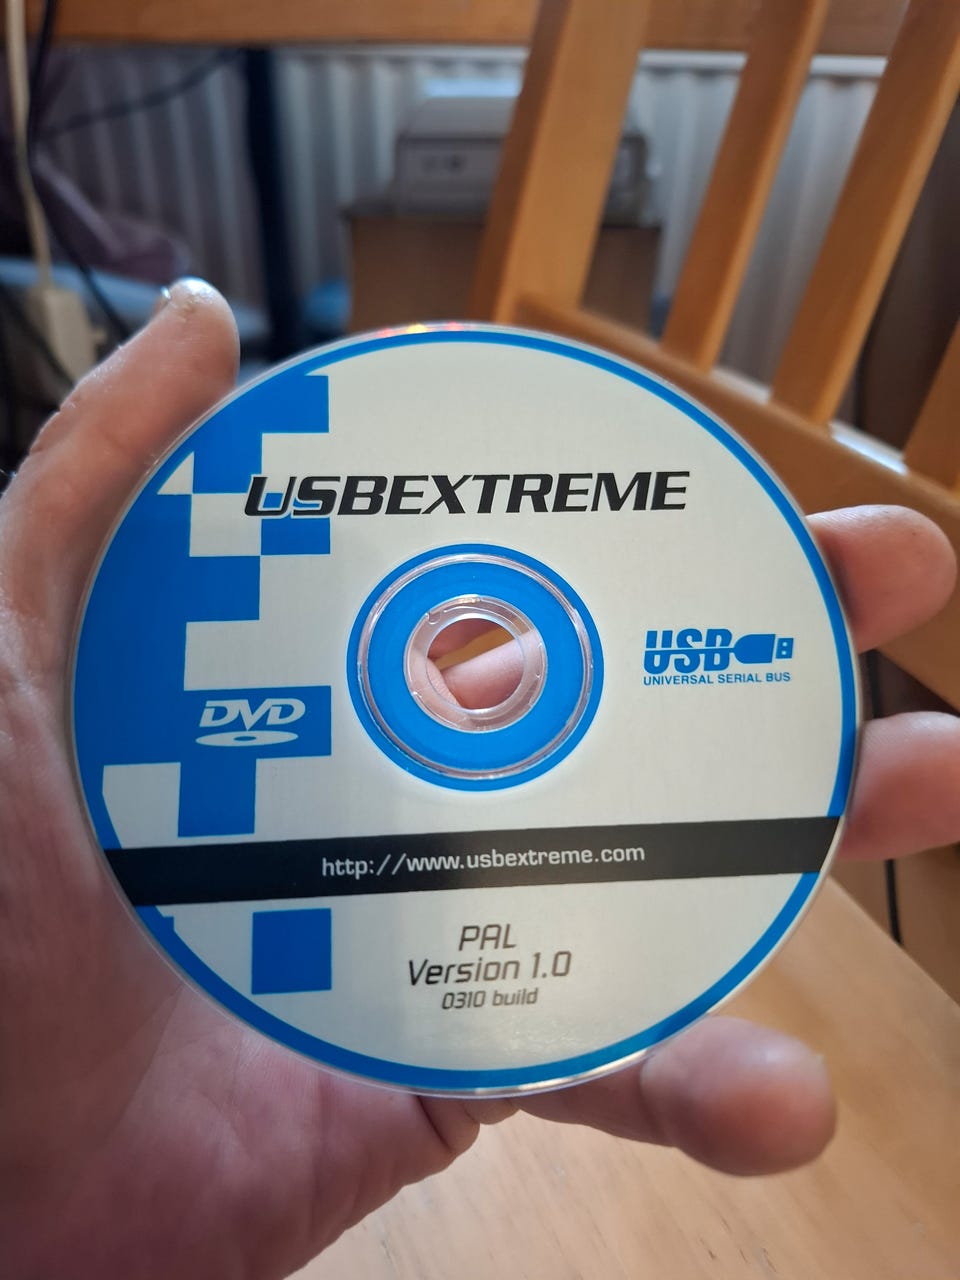 USBEXTREME
USB
UNIVERSAL SERIAL BUS
DVD
http://www.usbextreme.com
PAL
Version 1.0
0310 build